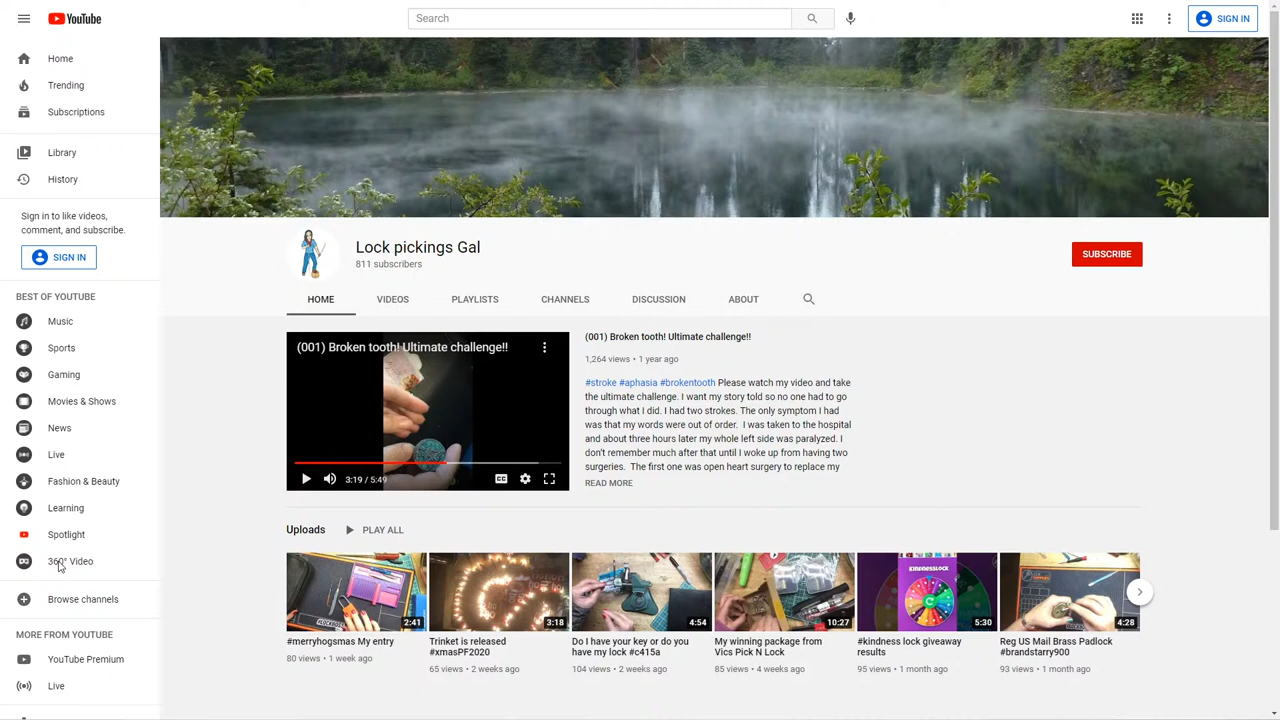 YouTube
Search
SIGN IN
Home
Trending
Subscriptions
Library
History
Sign in to like videos,
comment, and subscribe.
SIGN IN
BEST OF YOUTUBE
Music
Sports
Gaming
Movies & Shows
News
Live
Fashion & Beauty
Learning
Spotlight
360° Video
Browse channels
MORE FROM YOUTUBE
YouTube Premium
Live
Lock pickings Gal
811 subscribers
SUBSCRIBE
HOME
VIDEOS
PLAYLISTS
CHANNELS
DISCUSSION
ABOUT
(001) Broken tooth! Ultimate challenge!!
3:19 / 5:49
(001) Broken tooth! Ultimate challenge!!
1,264 views • 1 year ago
#stroke #aphasia #brokentooth Please watch my video and take
the ultimate challenge. I want my story told so no one had to go
through what I did. I had two strokes. The only symptom I had
was that my words were out of order. I was taken to the hospital
and about three hours later my whole left side was paralyzed. I
don't remember much after that until I woke up from having two
surgeries. The first one was open heart surgery to replace my
READ MORE
Uploads
PLAY ALL
2:41
#merryhogsmas My entry
80 views • 1 week ago
3:18
Trinket is released
#xmasPF2020
65 views • 2 weeks ago
4:54
Do I have your key or do you
have my lock #c415a
104 views • 2 weeks ago
10:27
My winning package from
Vics Pick N Lock
85 views • 4 weeks ago
KINDNESSLOCK
5:30
#kindness lock giveaway
results
95 views • 1 month ago
4:28
Reg US Mail Brass Padlock
#brandstarry900
93 views • 1 month ago